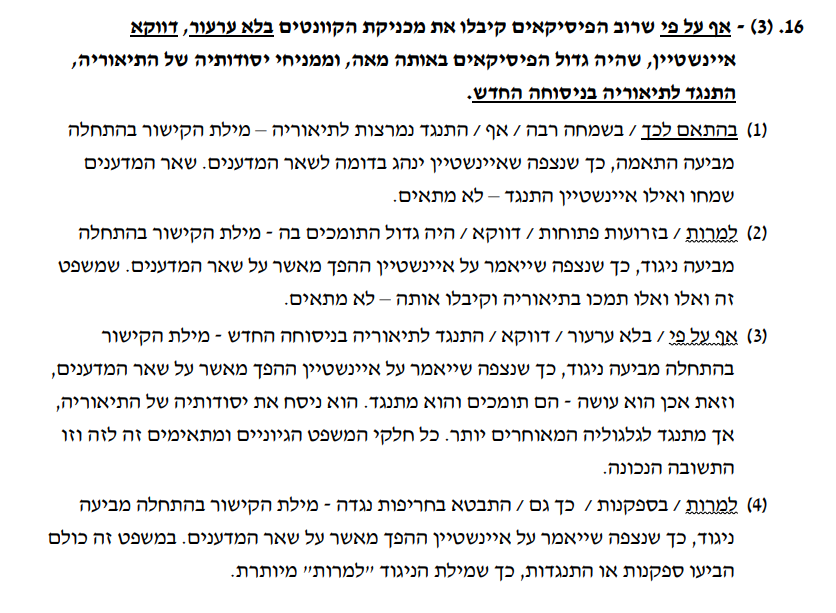 16. (3) - אף על פי שרוב הפיסיקאים קיבלו את מכניקת הקוונטים בלא ערעור, דווקא
איינשטיין, שהיה גדול הפיסיקאים באותה מאה, וממניחי יסודותיה של התיאוריה,
התנגד לתיאוריה בניסוחה החדש.
(1) בהתאם לכך / בשמחה רבה / אף / התנגד נמרצות לתיאוריה – מילת הקישור בהתחלה
מביעה התאמה, כך שנצפה שאיינשטיין ינהג בדומה לשאר המדענים. שאר המדענים
שמחו ואילו איינשטיין התנגד – לא מתאים.
(2) למרות / בזרועות פתוחות / דווקא / היה גדול התומכים בה - מילת הקישור בהתחלה
מביעה ניגוד, כך שנצפה שייאמר על איינשטיין ההפך מאשר על שאר המדענים. שמשפט
זה ואלו ואלו תמכו בתיאוריה וקיבלו אותה – לא מתאים.
(3) אף על פי / בלא ערעור / דווקא / התנגד לתיאוריה בניסוחה החדש - מילת הקישור
בהתחלה מביעה ניגוד, כך שנצפה שייאמר על איינשטיין ההפך מאשר על שאר המדענים,
וזאת אכן הוא עושה - הם תומכים והוא מתנגד. הוא ניסח את יסודותיה של התיאוריה,
אך מתנגד לגלגוליה המאוחרים יותר. כל חלקי המשפט הגיוניים ומתאימים זה לזה וזו
התשובה הנכונה.
(4) למרות / בספקנות / כך גם / התבטא בחריפות נגדה - מילת הקישור בהתחלה מביעה
ניגוד, כך שנצפה שייאמר על איינשטיין ההפך מאשר על שאר המדענים. במשפט זה כולם
הביעו ספקנות או התנגדות, כך שמילת הניגוד "למרות" מיותרת.